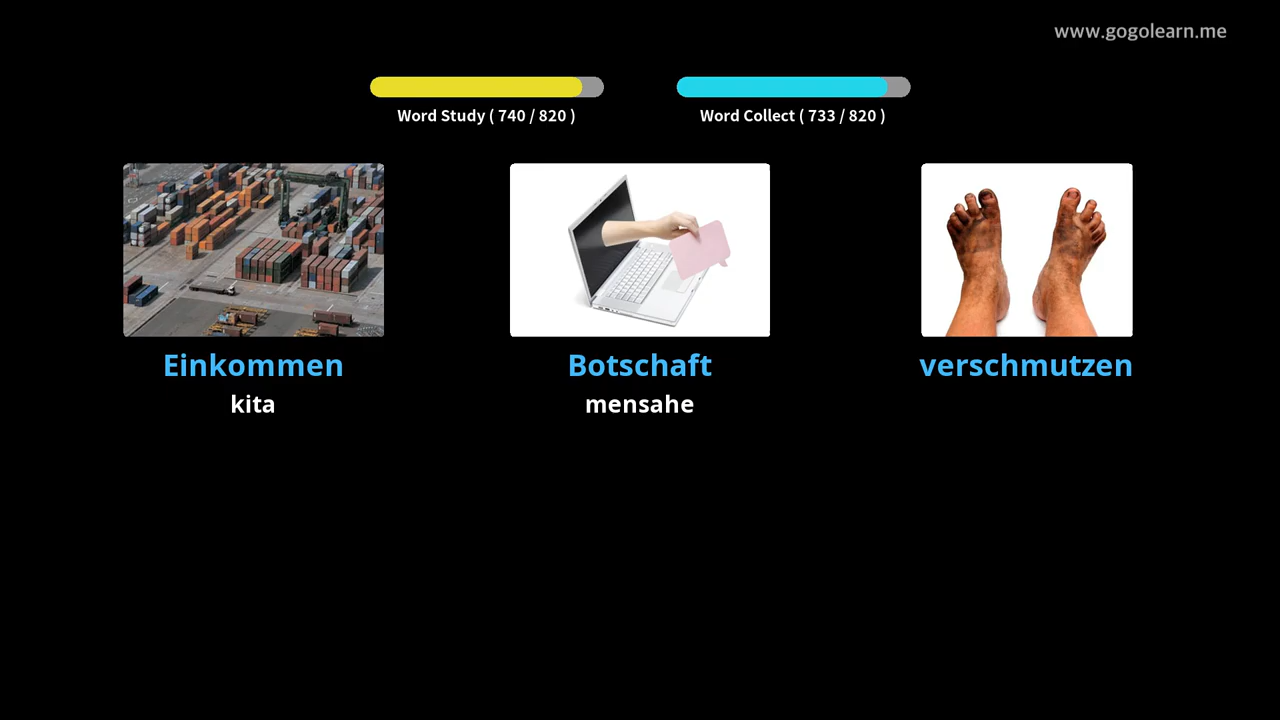 www.gogolearn.me
Word Study ( 740 / 820 )
Word Collect ( 733 / 820 )
Einkommen
kita
Botschaft
mensahe
verschmutzen